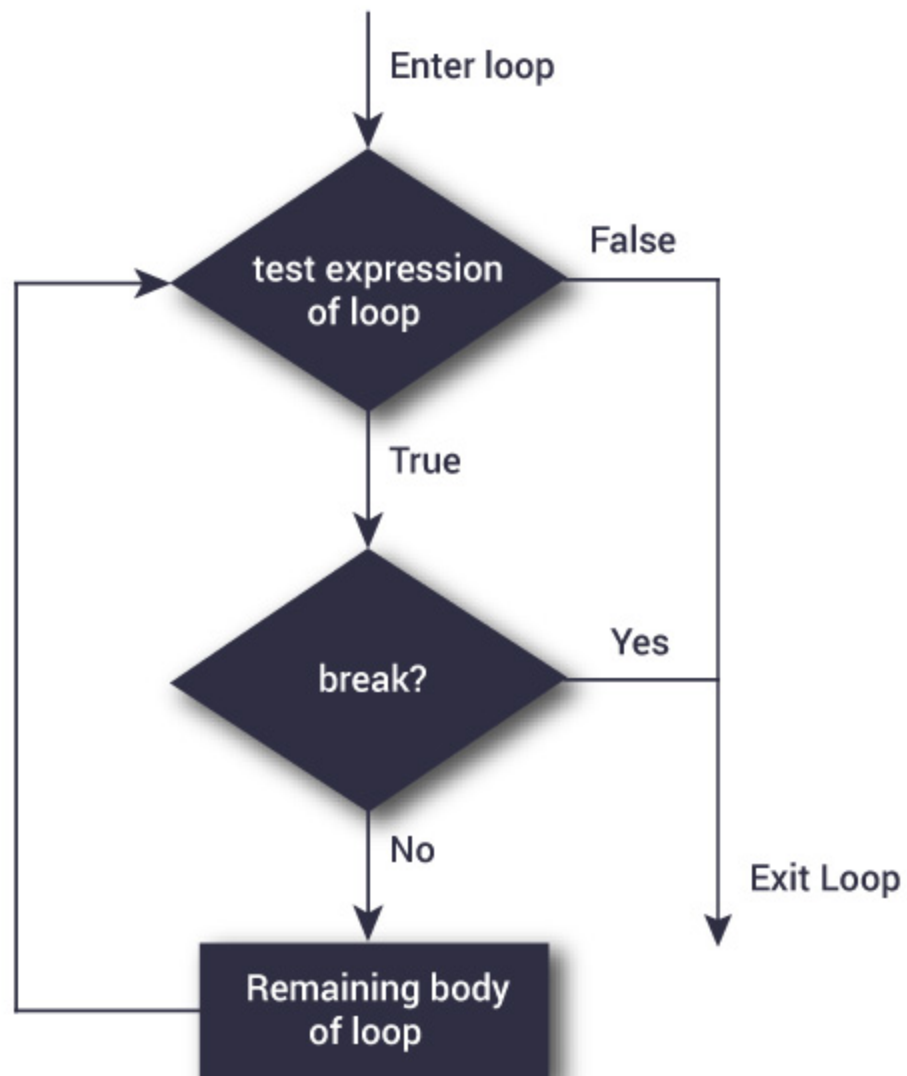 Enter loop
False
test expression
of loop
True
Yes
break?
No
Exit Loop
Remaining body
of loop